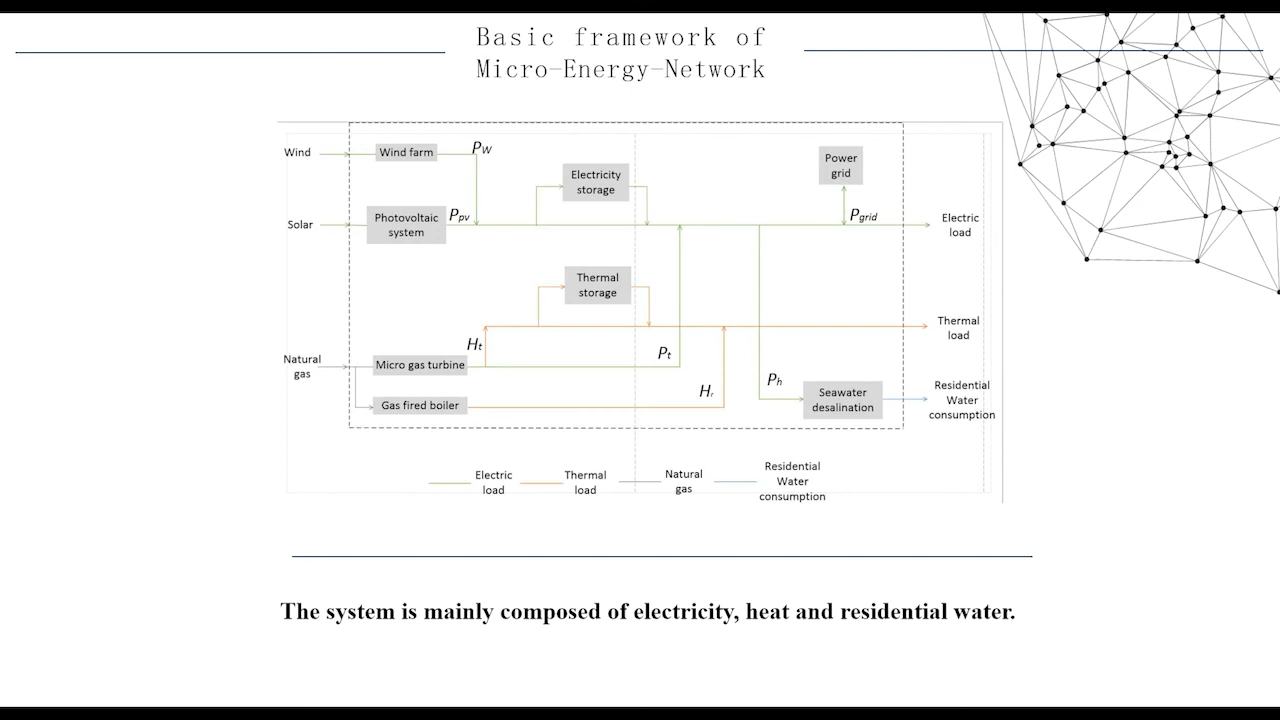 Basic framework of
Micro-Energy-Network
Wind
Wind farm
PW
Electricity
storage
Power
grid
Solar
Photovoltaic
system
Ppv
Pgrid
Electric
load
Thermal
storage
Thermal
load
Ht
Pt
Natural
gas
Micro gas turbine
Gas fired boiler
Hr
Ph
Seawater
desalination
Residential
Water
consumption
Electric
load
Thermal
load
Natural
gas
Residential
Water
consumption
The system is mainly composed of electricity, heat and residential water.